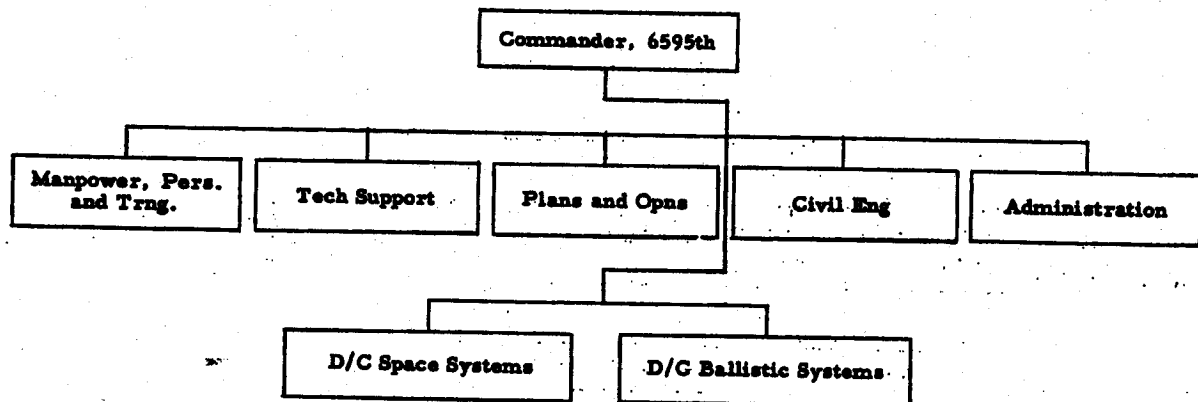 Commander, 6595th
Manpower, Pers.
and Trng.
Tech Support
Plans and Opns
Civil Eng
Administration
D/C Space Systems
D/G Ballistic Systems